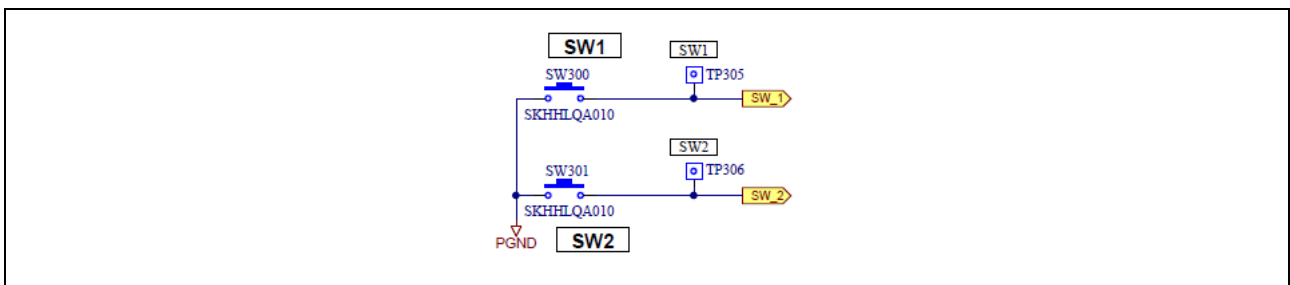 SW1
SW1
SW300
TP305
SW_1
SKHHLQA010
SW2
SW301
TP306
SW_2
SKHHLQA010
PGND
SW2